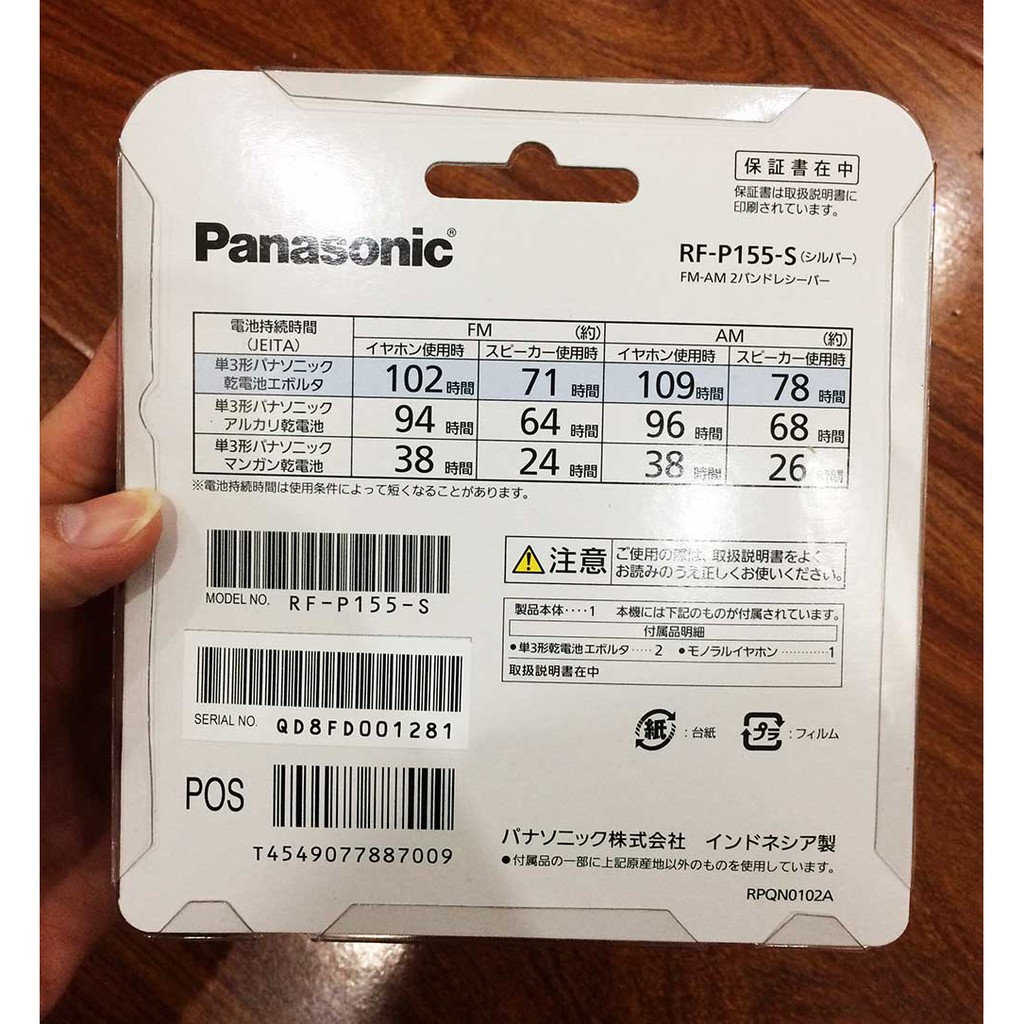 保証書在中
保証書は取扱説明書に
印刷されています。
Panasonic®
RF-P155-S(シルバー)
FM-AM 2バンドレシーバー
電池持続時間 FM (約) AM (約)
(JEITA) イヤホン使用時 スピーカー使用時 イヤホン使用時 スピーカー使用時
単3形パナソニック
乾電池エボルタ 102時間 71時間 109時間 78時間
単3形パナソニック
アルカリ乾電池 94時間 64時間 96時間 68時間
単3形パナソニック
マンガン乾電池 38時間 24時間 38時間 26時間
※電池持続時間は使用条件によって短くなることがあります。
MODEL NO. RF-P155-S
SERIAL NO. QD8FD001281
POS
T4549077887009
注意 ご使用の際は、取扱説明書をよく
お読みのうえ正しくお使いください。
製品本体････1 本機には下記のものが付属されています。
付属品明細
●単3形乾電池エボルタ‥‥‥2 ●モノラルイヤホン‥‥‥‥‥1
取扱説明書在中
紙:台紙 プラ:フィルム
パナソニック株式会社 インドネシア製
●付属品の一部に上記原産地以外のものを使用しています。
RPQN0102A